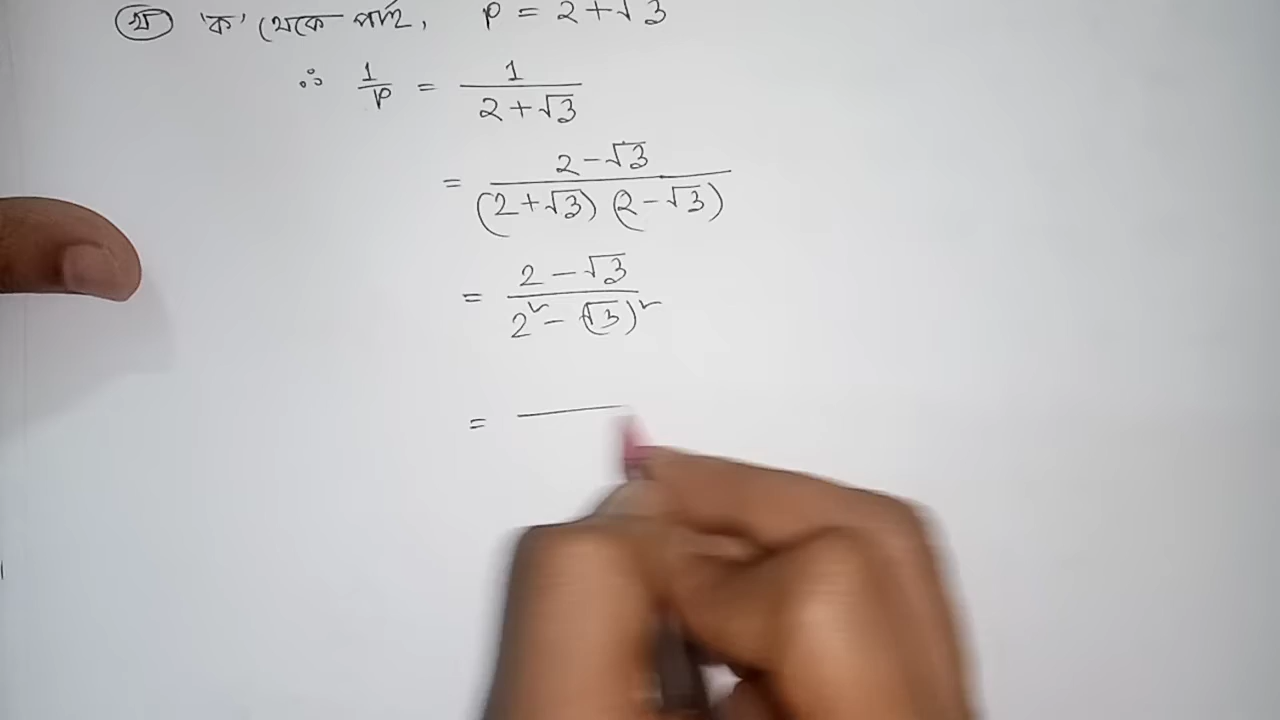 (খ) 'ক' থেকে পাই, p = 2 + √3
∴ 1/p = 1/(2 + √3)
= (2 - √3)/((2 + √3) (2 - √3))
= (2 - √3)/(2² - (√3)²)
=